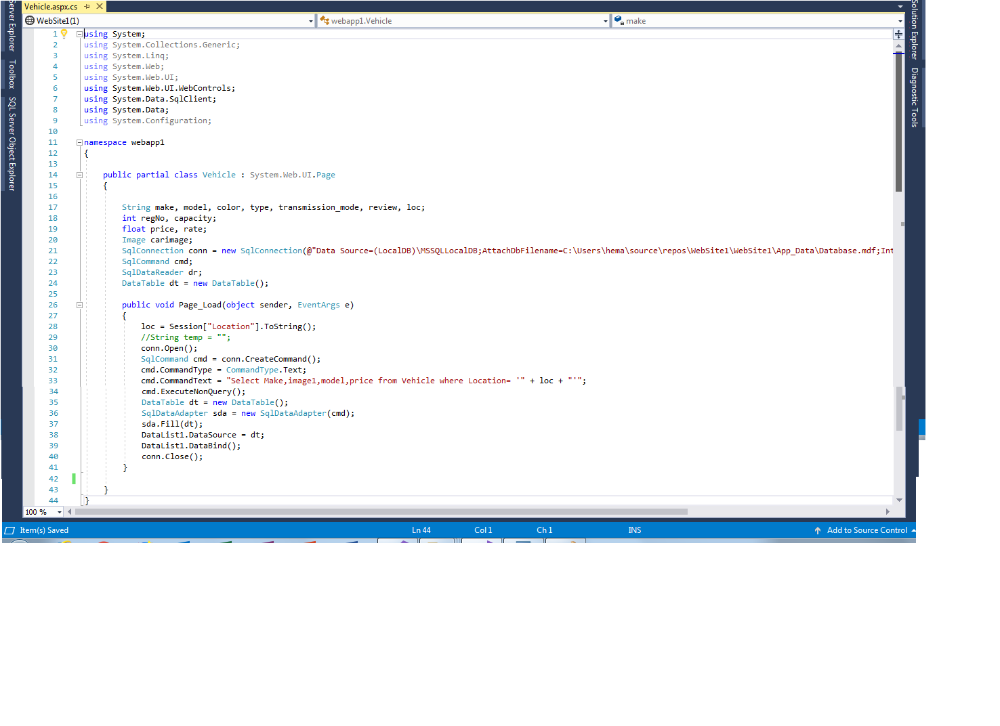 Vehicle.aspx.cs
WebSite1(1)
webapp1.Vehicle
make
Server Explorer
Toolbox
SQL Server Object Explorer
Solution Explorer
Diagnostic Tools
1 using System;
2 using System.Collections.Generic;
3 using System.Linq;
4 using System.Web;
5 using System.Web.UI;
6 using System.Web.UI.WebControls;
7 using System.Data.SqlClient;
8 using System.Data;
9 using System.Configuration;
10
11 namespace webapp1
12 {
13
14 public partial class Vehicle : System.Web.UI.Page
15 {
16
17 String make, model, color, type, transmission_mode, review, loc;
18 int regNo, capacity;
19 float price, rate;
20 Image carimage;
21 SqlConnection conn = new SqlConnection(@"Data Source=(LocalDB)\MSSQLLocalDB;AttachDbFilename=C:\Users\hema\source\repos\WebSite1\WebSite1\App_Data\Database.mdf;Int
22 SqlCommand cmd;
23 SqlDataReader dr;
24 DataTable dt = new DataTable();
25
26 public void Page_Load(object sender, EventArgs e)
27 {
28 loc = Session["Location"].ToString();
29 //String temp = "";
30 conn.Open();
31 SqlCommand cmd = conn.CreateCommand();
32 cmd.CommandType = CommandType.Text;
33 cmd.CommandText = "Select Make,image1,model,price from Vehicle where Location= '" + loc + "'";
34 cmd.ExecuteNonQuery();
35 DataTable dt = new DataTable();
36 SqlDataAdapter sda = new SqlDataAdapter(cmd);
37 sda.Fill(dt);
38 DataList1.DataSource = dt;
39 DataList1.DataBind();
40 conn.Close();
41 }
42
43 }
44 }
100 %
Item(s) Saved
Ln 44
Col 1
Ch 1
INS
Add to Source Control